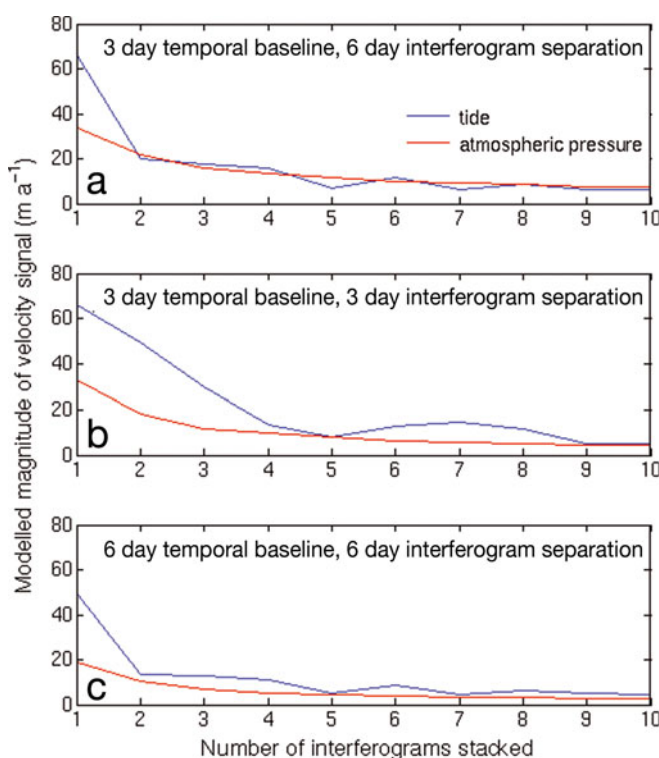 Modelled magnitude of velocity signal (m a⁻¹)
80
60
40
20
0
3 day temporal baseline, 6 day interferogram separation
tide
atmospheric pressure
a
1 2 3 4 5 6 7 8 9 10
80
60
40
20
0
3 day temporal baseline, 3 day interferogram separation
b
1 2 3 4 5 6 7 8 9 10
80
60
40
20
0
6 day temporal baseline, 6 day interferogram separation
c
1 2 3 4 5 6 7 8 9 10
Number of interferograms stacked